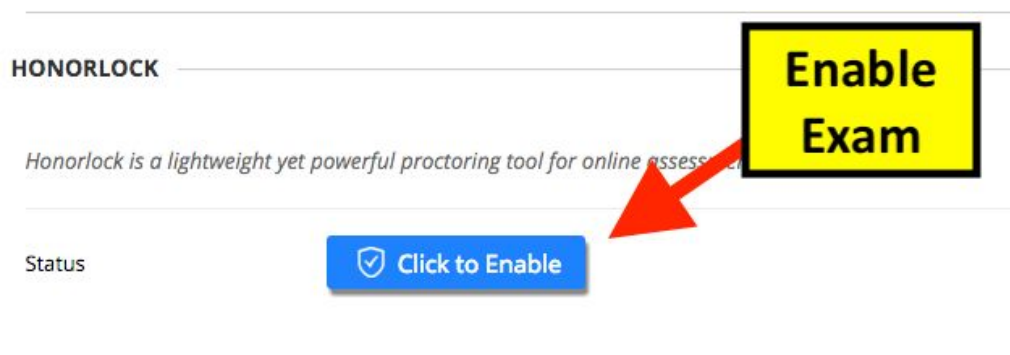 HONORLOCK
Enable
Exam
Honorlock is a lightweight yet powerful proctoring tool for online
Status
Click to Enable